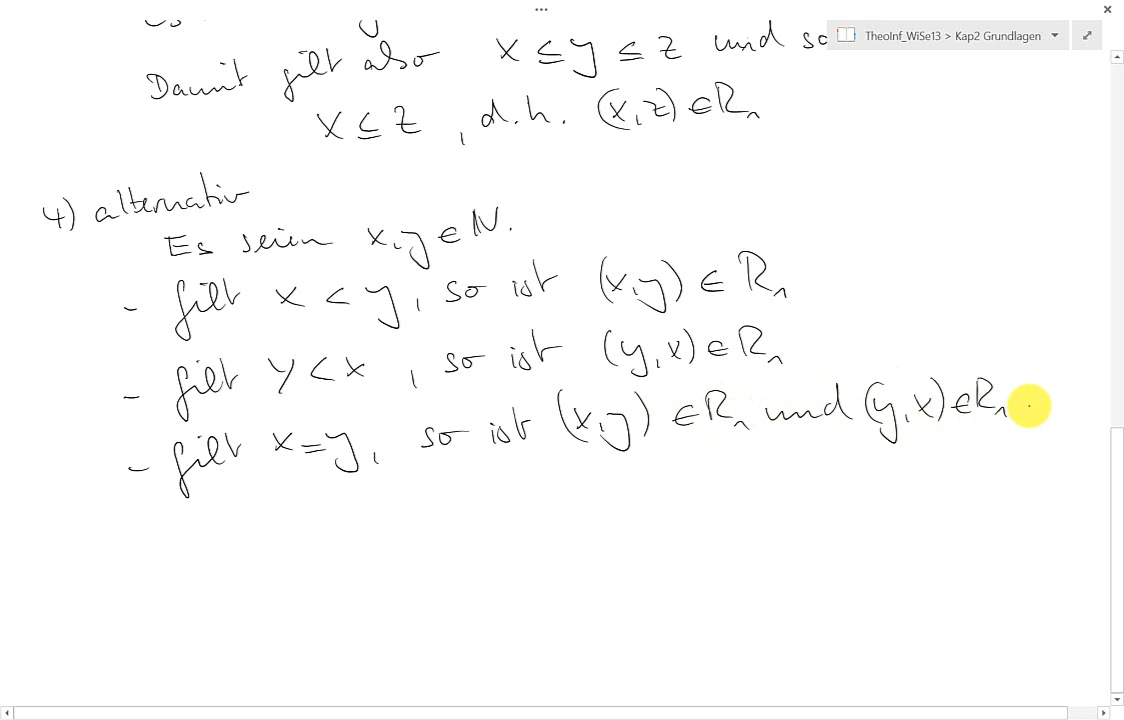 Damit gilt also x ≤ y ≤ z und so
TheoInf_WiSe13 > Kap2 Grundlagen
x ≤ z , d.h. (x,z) ∈ R₁
4) alternativ
Es seien x,y ∈ ℕ.
- gilt x < y, so ist (x,y) ∈ R₁
- gilt y < x , so ist (y,x) ∈ R₁
- gilt x = y, so ist (x,y) ∈ R₁ und (y,x) ∈ R₁.